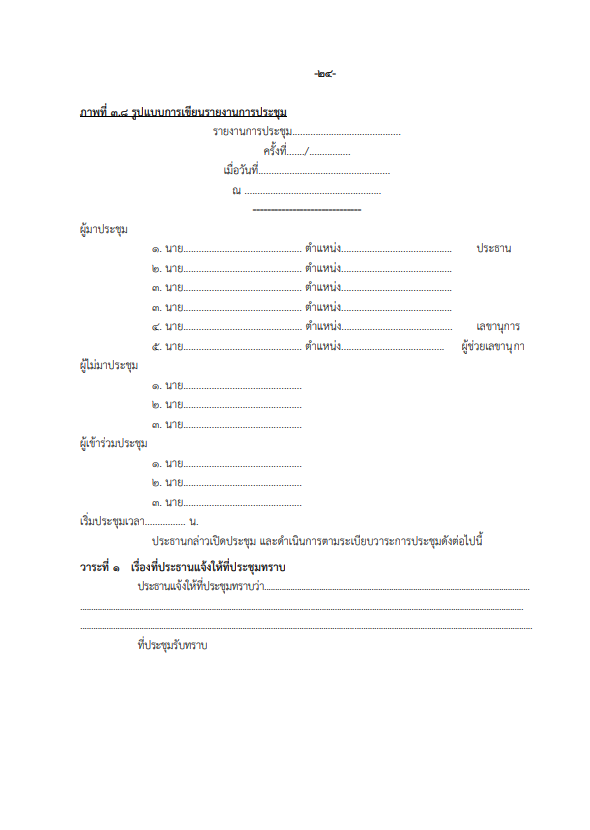 -๒๔-
ภาพที่ ๓.๘ รูปแบบการเขียนรายงานการประชุม
รายงานการประชุม..........................................
ครั้งที่......./................
เมื่อวันที่...................................................
ณ .....................................................
------------------------------
ผู้มาประชุม
๑. นาย.............................................. ตำแหน่ง........................................... ประธาน
๒. นาย.............................................. ตำแหน่ง...........................................
๓. นาย.............................................. ตำแหน่ง...........................................
๓. นาย.............................................. ตำแหน่ง...........................................
๔. นาย.............................................. ตำแหน่ง........................................... เลขานุการ
๕. นาย.............................................. ตำแหน่ง........................................ ผู้ช่วยเลขานุกา
ผู้ไม่มาประชุม
๑. นาย..............................................
๒. นาย..............................................
๓. นาย..............................................
ผู้เข้าร่วมประชุม
๑. นาย..............................................
๒. นาย..............................................
๓. นาย..............................................
เริ่มประชุมเวลา................ น.
ประธานกล่าวเปิดประชุม และดำเนินการตามระเบียบวาระการประชุมดังต่อไปนี้
วาระที่ ๑ เรื่องที่ประธานแจ้งให้ที่ประชุมทราบ
ประธานแจ้งให้ที่ประชุมทราบว่า..........................................................................................
..........................................................................................................................................
..........................................................................................................................................
ที่ประชุมรับทราบ